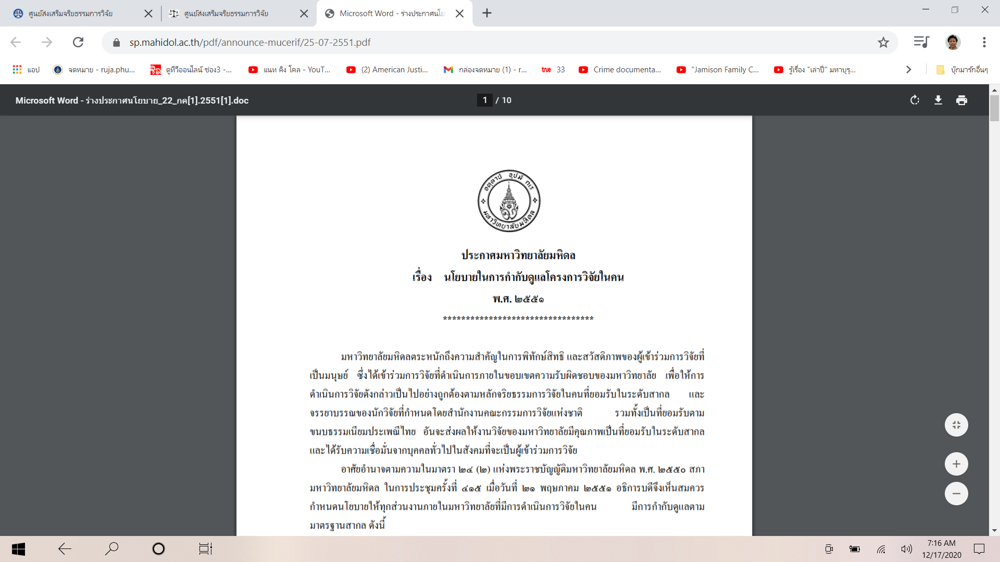 ศูนย์ส่งเสริมจริยธรรมการวิจัย
ศูนย์ส่งเสริมจริยธรรมการวิจัย
Microsoft Word - ร่างประกาศนโย
sp.mahidol.ac.th/pdf/announce-mucerif/25-07-2551.pdf
แอป
จดหมาย - ruja.phu...
ดูทีวีออนไลน์ ช่อง3 -...
แนท คิง โคล - YouT...
(2) American Justi...
กล่องจดหมาย (1) - r...
true 33
Crime documenta...
"Jamison Family C...
รู้เรื่อง "เล่าปี่" มหาบุรุ...
บุ๊กมาร์กอื่นๆ
Microsoft Word - ร่างประกาศนโยบาย_22_กค[1].2551[1].doc
1 / 10
อตฺตานํ อุปมํ กเร
มหาวิทยาลัยมหิดล
ประกาศมหาวิทยาลัยมหิดล
เรื่อง นโยบายในการกำกับดูแลโครงการวิจัยในคน
พ.ศ. ๒๕๕๑
*********************************
มหาวิทยาลัยมหิดลตระหนักถึงความสำคัญในการพิทักษ์สิทธิ และสวัสดิภาพของผู้เข้าร่วมการวิจัยที่
เป็นมนุษย์ ซึ่งได้เข้าร่วมการวิจัยที่ดำเนินการภายในขอบเขตความรับผิดชอบของมหาวิทยาลัย เพื่อให้การ
ดำเนินการวิจัยดังกล่าวเป็นไปอย่างถูกต้องตามหลักจริยธรรมการวิจัยในคนที่ยอมรับในระดับสากล และ
จรรยาบรรณของนักวิจัยที่กำหนดโดยสำนักงานคณะกรรมการวิจัยแห่งชาติ รวมทั้งเป็นที่ยอมรับตาม
ขนบธรรมเนียมประเพณีไทย อันจะส่งผลให้งานวิจัยของมหาวิทยาลัยมีคุณภาพเป็นที่ยอมรับในระดับสากล
และได้รับความเชื่อมั่นจากบุคคลทั่วไปในสังคมที่จะเป็นผู้เข้าร่วมการวิจัย
อาศัยอำนาจตามความในมาตรา ๒๔ (๒) แห่งพระราชบัญญัติมหาวิทยาลัยมหิดล พ.ศ. ๒๕๕๐ สภา
มหาวิทยาลัยมหิดล ในการประชุมครั้งที่ ๔๑๕ เมื่อวันที่ ๒๑ พฤษภาคม ๒๕๕๑ อธิการบดีจึงเห็นสมควร
กำหนดนโยบายให้ทุกส่วนงานภายในมหาวิทยาลัยที่มีการดำเนินการวิจัยในคน มีการกำกับดูแลตาม
มาตรฐานสากล ดังนี้
7:16 AM
12/17/2020